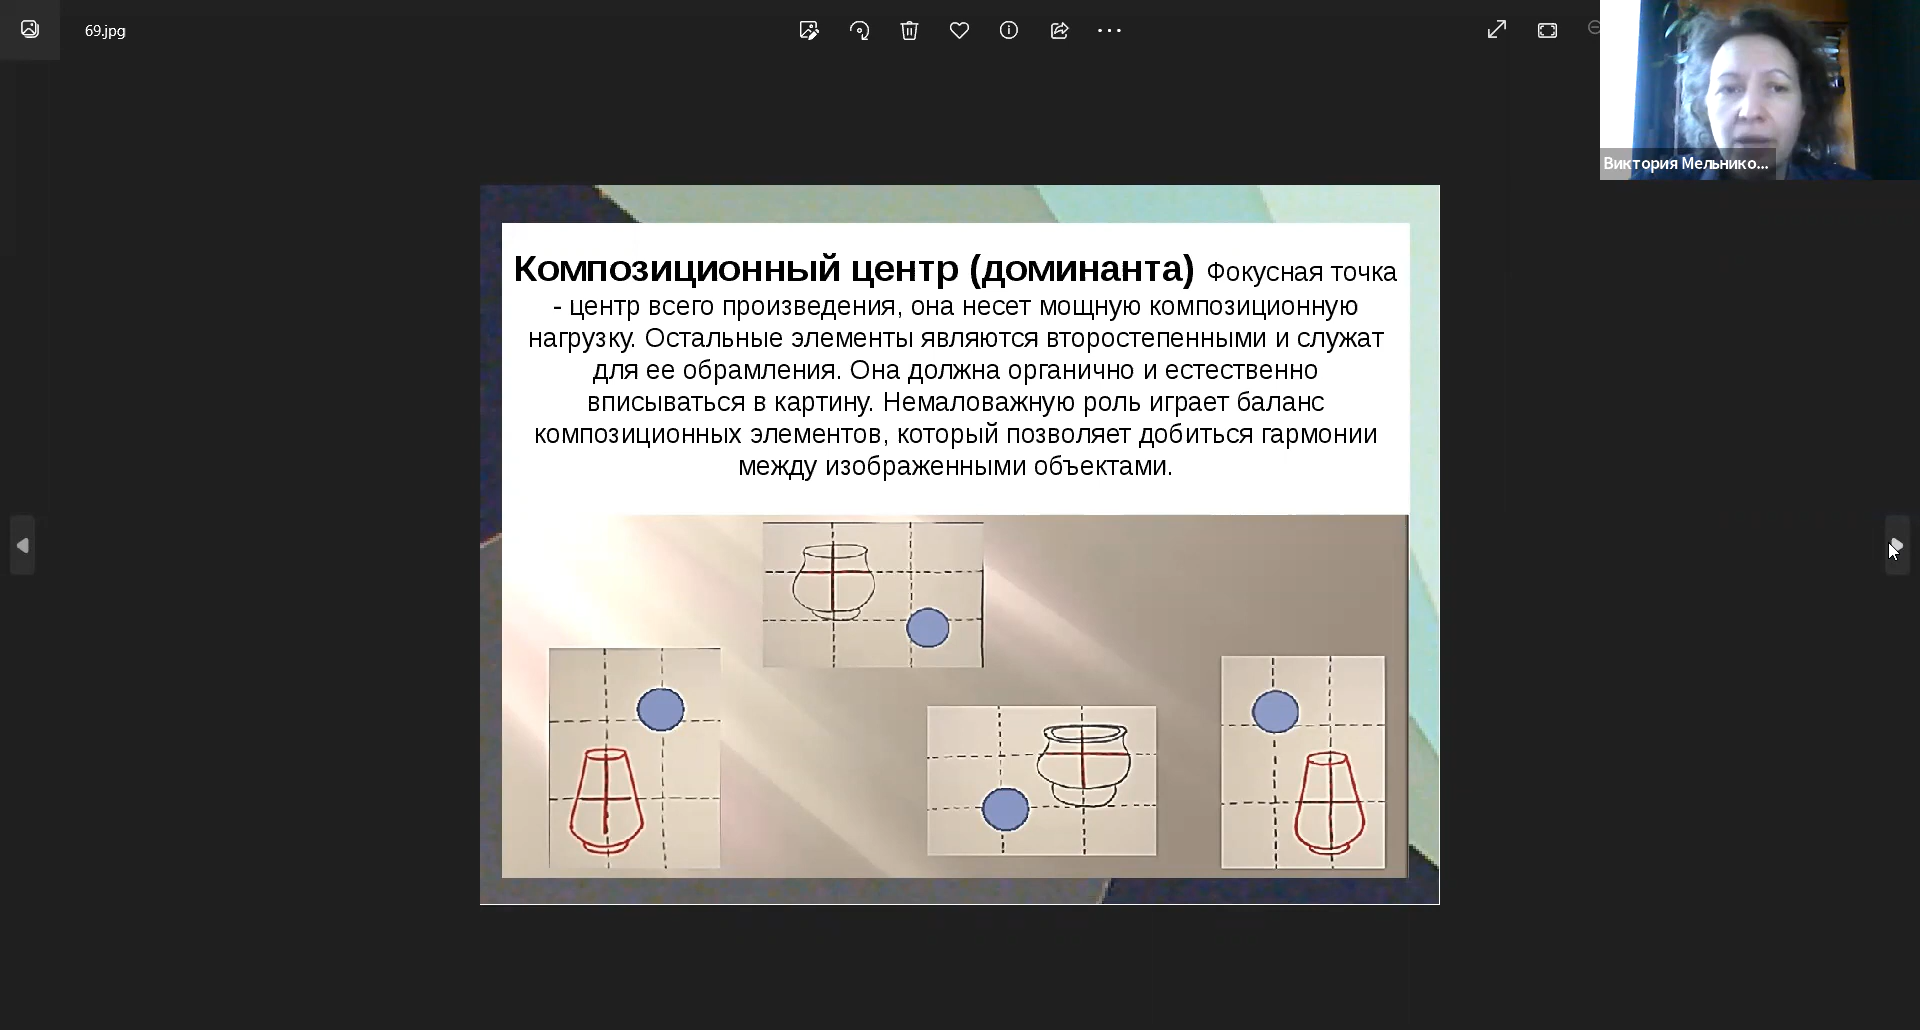 69.jpg
Виктория Мельнико...
Композиционный центр (доминанта) Фокусная точка
- центр всего произведения, она несет мощную композиционную
нагрузку. Остальные элементы являются второстепенными и служат
для ее обрамления. Она должна органично и естественно
вписываться в картину. Немаловажную роль играет баланс
композиционных элементов, который позволяет добиться гармонии
между изображенными объектами.